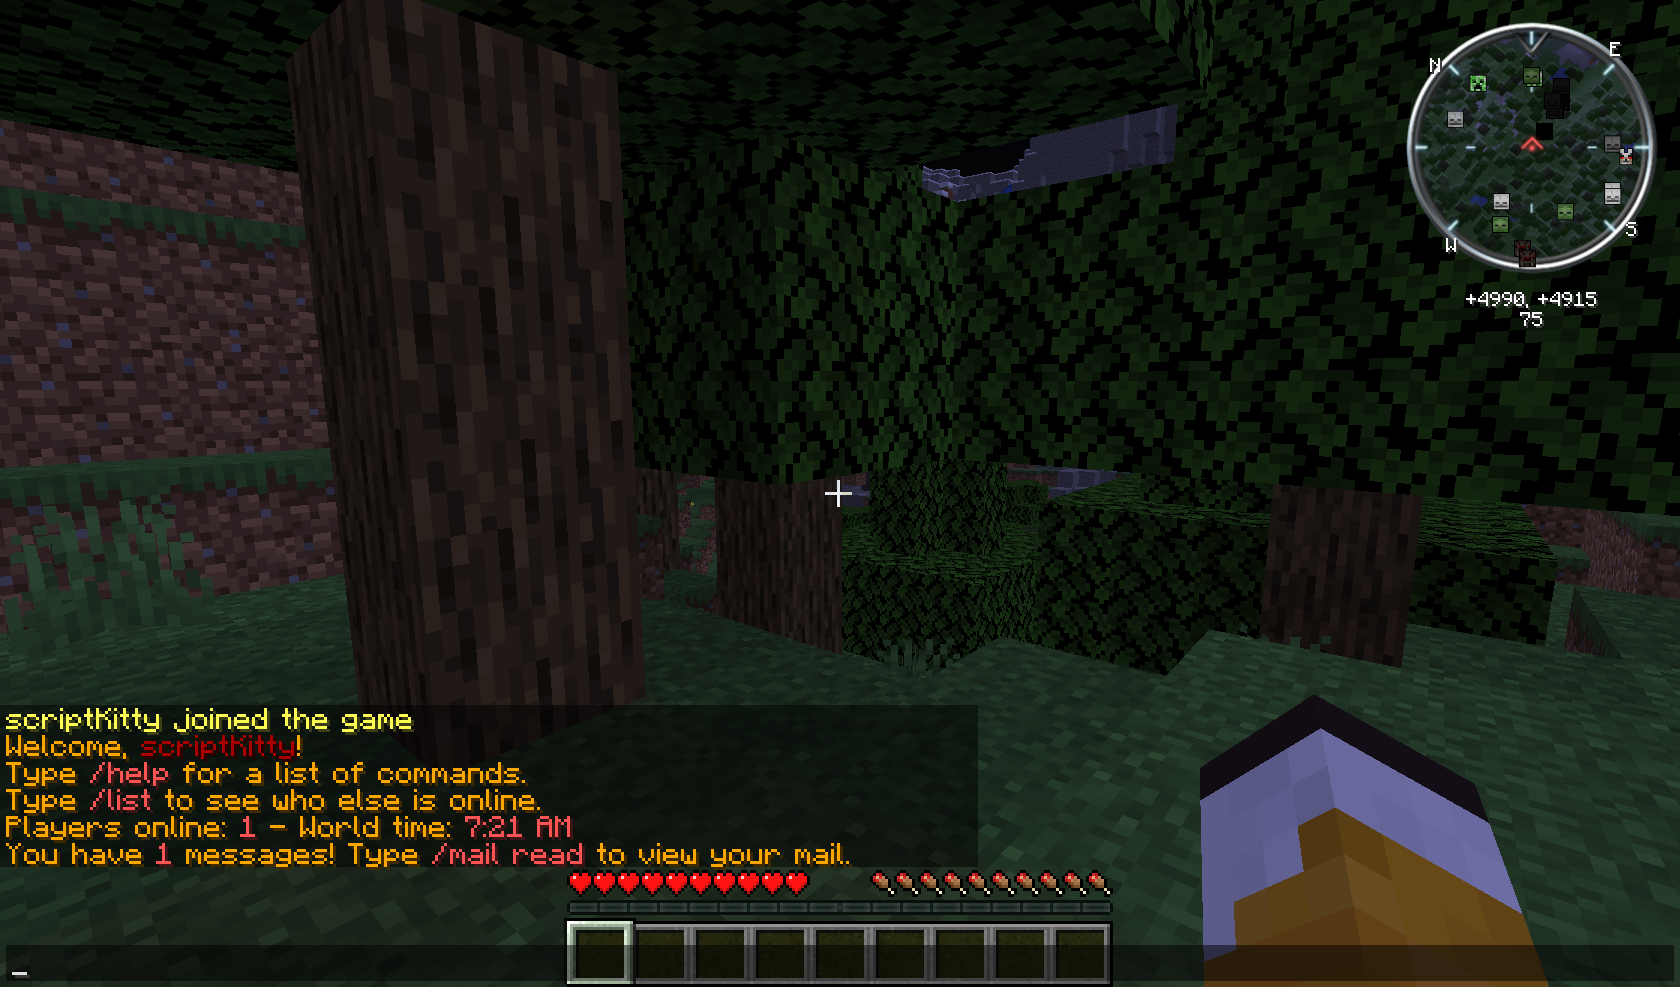 N
E
W
S
+4990, +4915
75
scriptKitty joined the game
Welcome, scriptKitty!
Type /help for a list of commands.
Type /list to see who else is online.
Players online: 1 - World time: 7:21 AM
You have 1 messages! Type /mail read to view your mail.
_